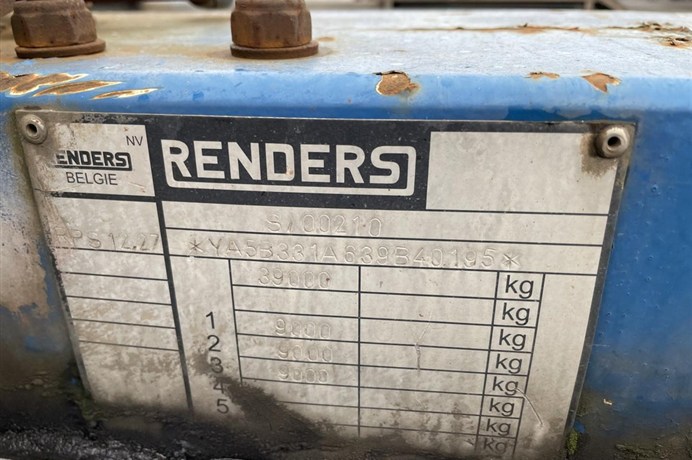 NV
RENDERS
ENDERS
BELGIE
S/00210
*YA5B331A639B40195*
39000 kg
kg
1 9000 kg
2 9000 kg
3 9000 kg
4 kg
5 kg